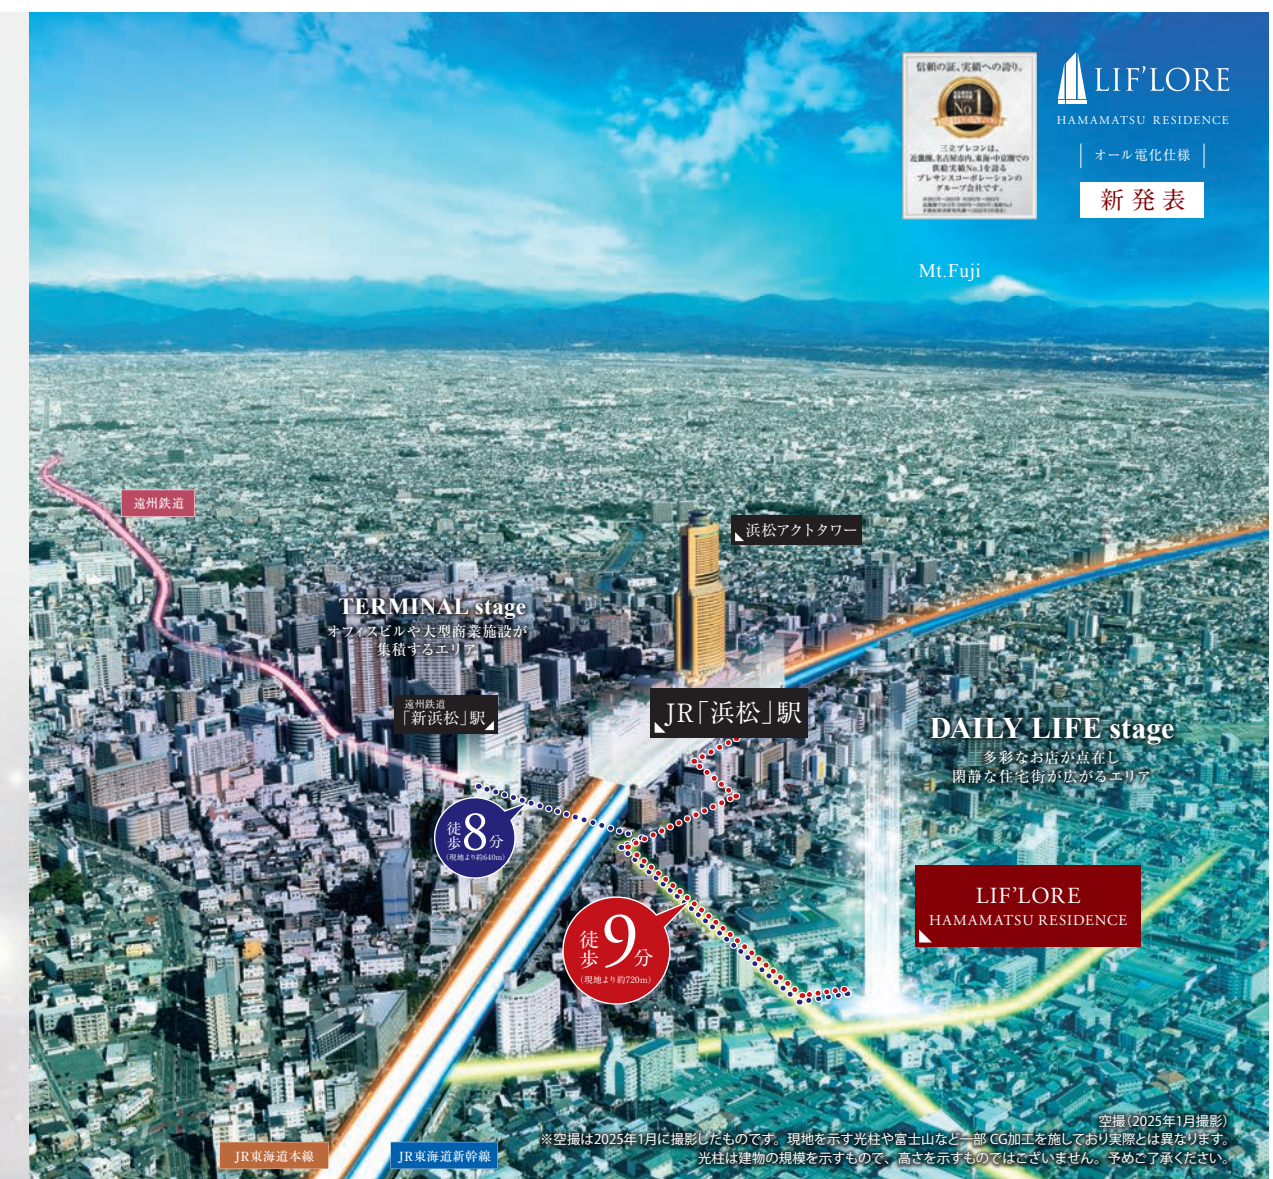 信頼の証、実績への誇り。
No.1
三立プレコンは、
近畿圏、名古屋市内、東海・中京圏での
供給実績No.1を誇る
プレサンスコーポレーションの
グループ会社です。
LIF'LORE
HAMAMATSU RESIDENCE
オール電化仕様
新発表
Mt.Fuji
遠州鉄道
浜松アクトタワー
TERMINAL stage
オフィスビルや大型商業施設が
集積するエリア
遠州鉄道
「新浜松」駅
JR「浜松」駅
DAILY LIFE stage
多彩なお店が点在し
閑静な住宅街が広がるエリア
徒歩8分
(現地より約640m)
徒歩9分
(現地より約720m)
LIF'LORE
HAMAMATSU RESIDENCE
JR東海道本線
JR東海道新幹線
空撮(2025年1月撮影)
※空撮は2025年1月に撮影したものです。現地を示す光柱や富士山など一部CG加工を施しており実際とは異なります。
光柱は建物の規模を示すもので、高さを示すものではございません。予めご了承ください。